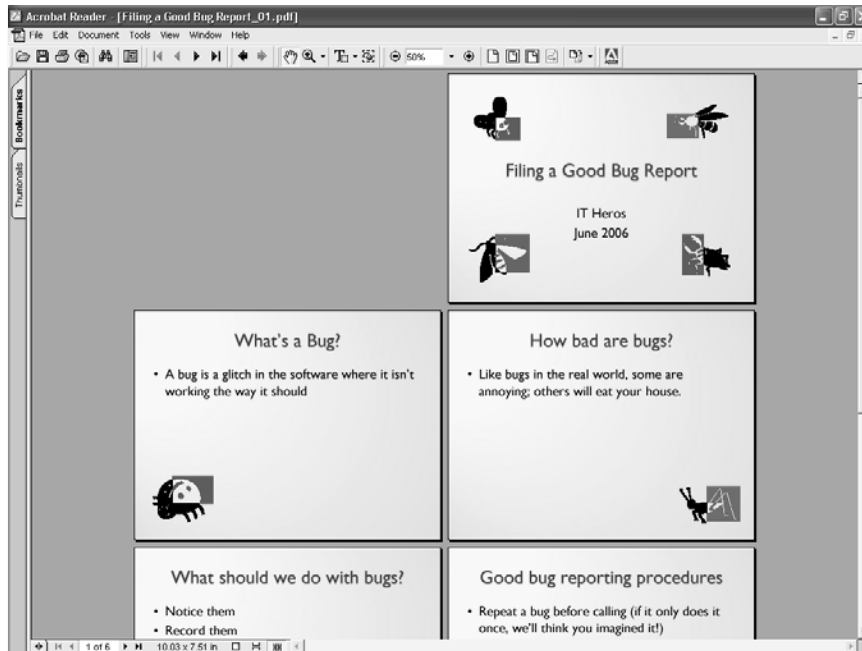 Acrobat Reader - [Filing a Good Bug Report_01.pdf]
File Edit Document Tools View Window Help
50%
Bookmarks
Thumbnails
Filing a Good Bug Report
IT Heros
June 2006
What's a Bug?
• A bug is a glitch in the software where it isn't
working the way it should
How bad are bugs?
• Like bugs in the real world, some are
annoying; others will eat your house.
What should we do with bugs?
• Notice them
• Record them
Good bug reporting procedures
• Repeat a bug before calling (if it only does it
once, we'll think you imagined it!)
1 of 6
10.03 x 7.51 in